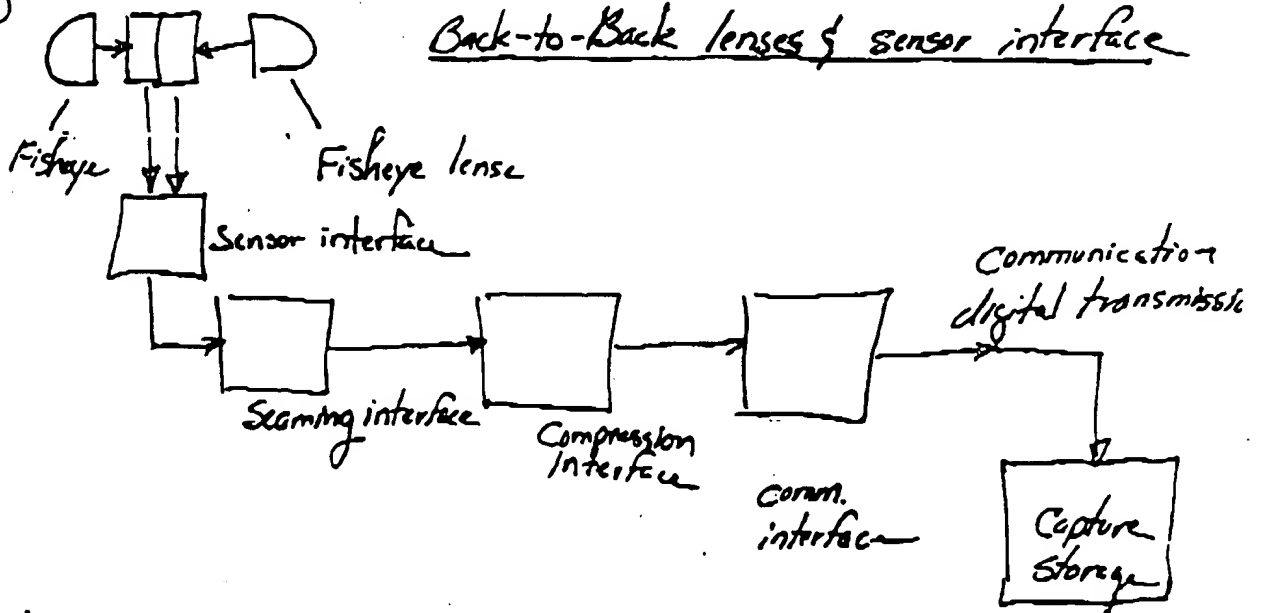 Back-to-Back lenses & sensor interface
Fisheye
Fisheye lense
Sensor interface
Communication
digital transmissio
Seaming interface
Compression
Interface
Comm.
interface
Capture
Storage